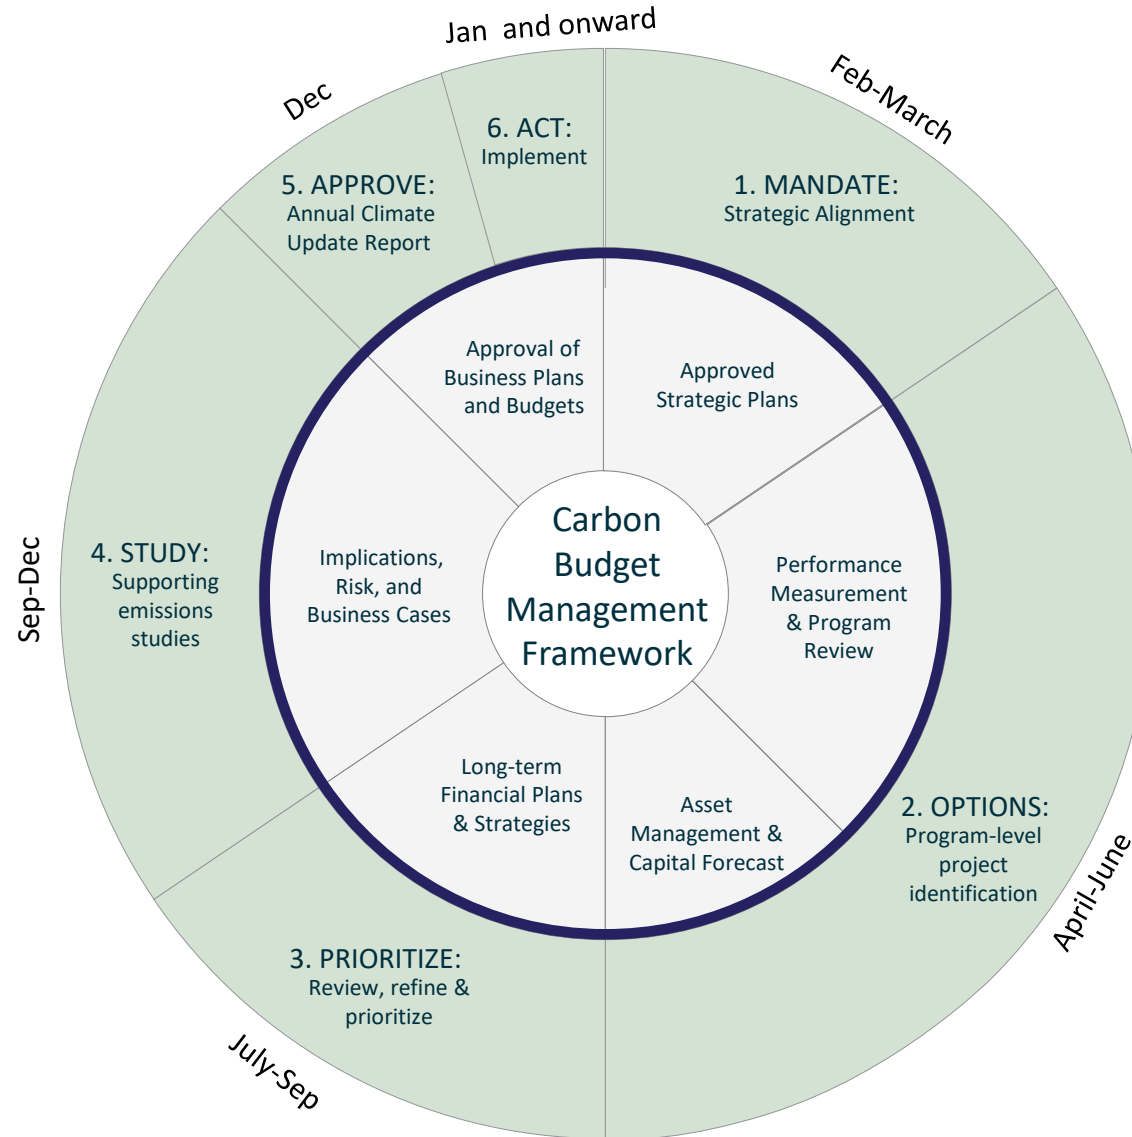 Jan and onward
Feb-March
1. MANDATE:
Strategic Alignment
April-June
2. OPTIONS:
Program-level
project
identification
July-Sep
3. PRIORITIZE:
Review, refine &
prioritize
Sep-Dec
4. STUDY:
Supporting
emissions
studies
Dec
5. APPROVE:
Annual Climate
Update Report
6. ACT:
Implement
Approved
Strategic Plans
Performance
Measurement
& Program
Review
Asset
Management &
Capital Forecast
Long-term
Financial Plans
& Strategies
Implications,
Risk, and
Business Cases
Approval of
Business Plans
and Budgets
Carbon
Budget
Management
Framework